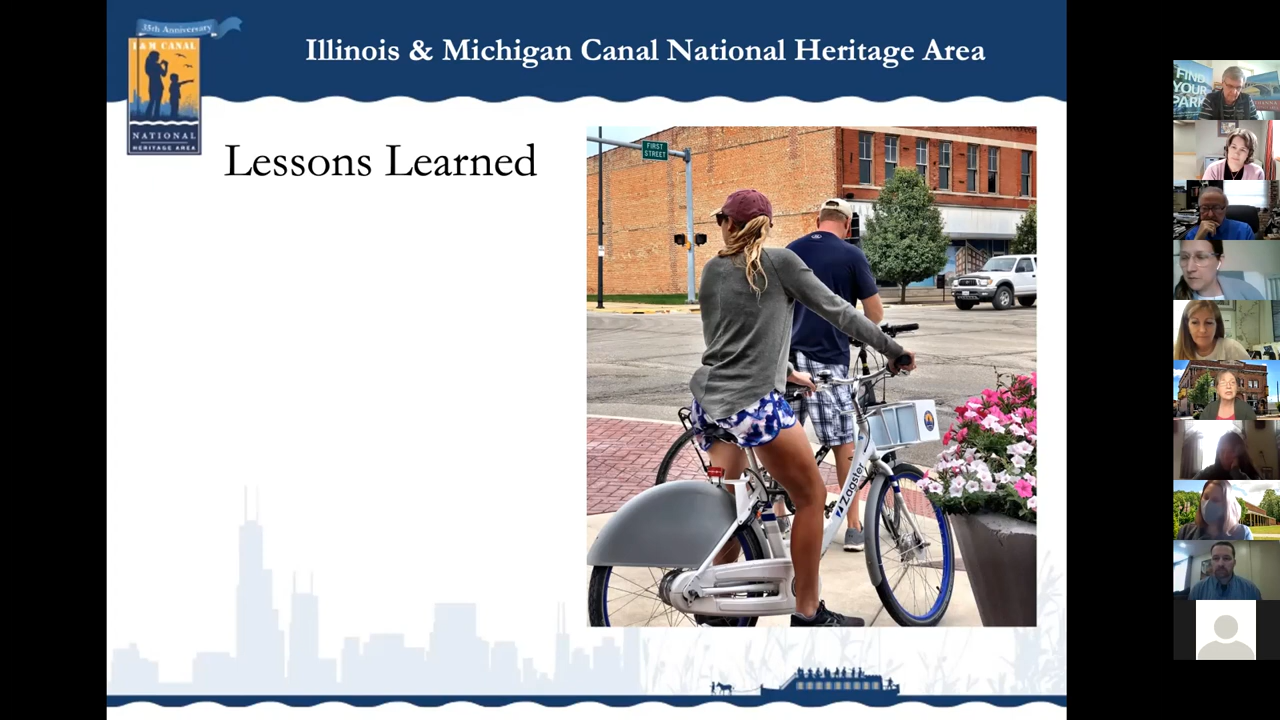 35th Anniversary
I&M CANAL
NATIONAL
HERITAGE AREA
Illinois & Michigan Canal National Heritage Area
Lessons Learned
FIRST
STREET
Zagster
FIND
YOUR
PARK